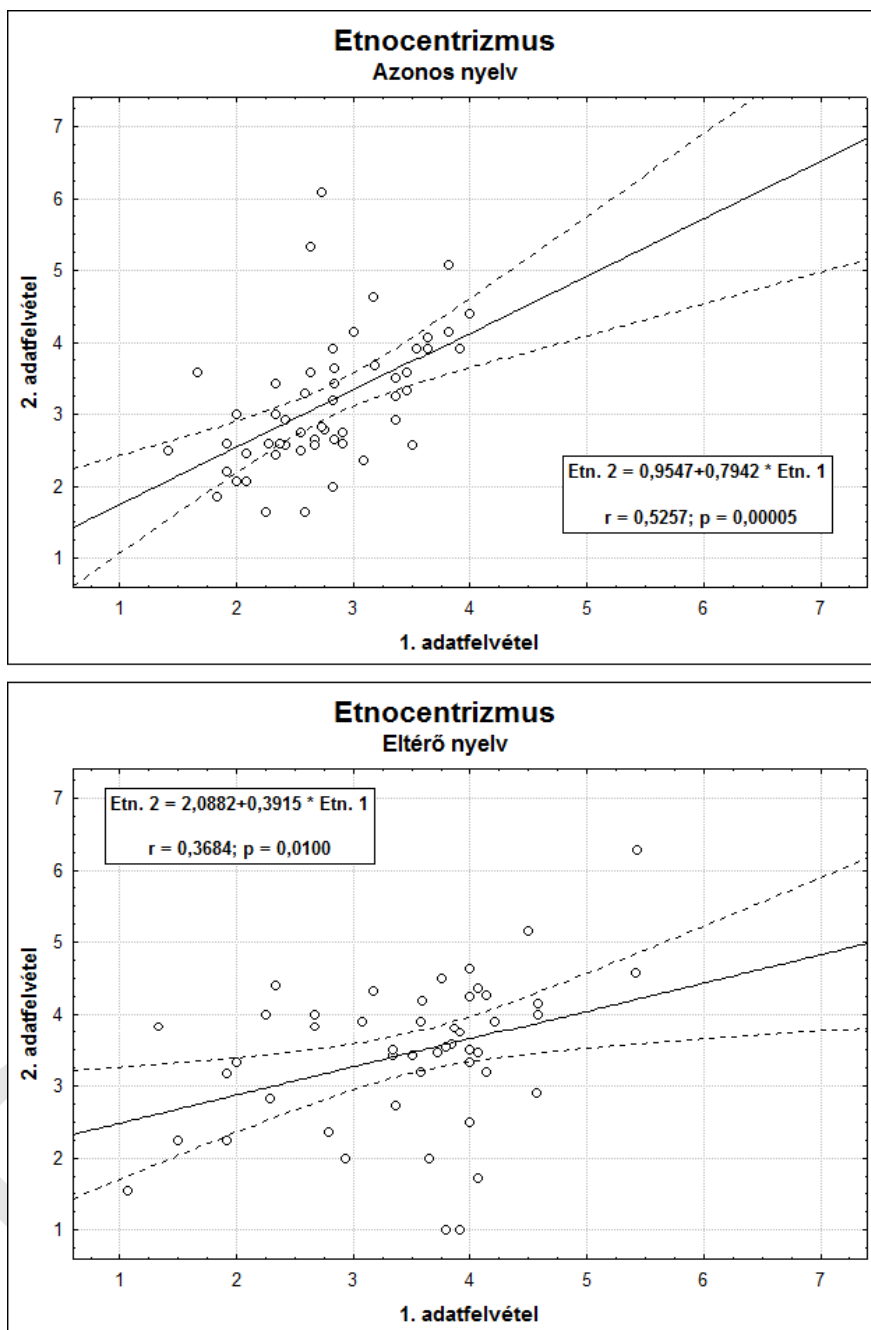 Etnocentrizmus
Azonos nyelv
7
6
5
4
3
2
1
2. adatfelvétel
Etn. 2 = 0,9547+0,7942 * Etn. 1
r = 0,5257; p = 0,00005
1 2 3 4 5 6 7
1. adatfelvétel
Etnocentrizmus
Eltérő nyelv
7
6
5
4
3
2
1
2. adatfelvétel
Etn. 2 = 2,0882+0,3915 * Etn. 1
r = 0,3684; p = 0,0100
1 2 3 4 5 6 7
1. adatfelvétel